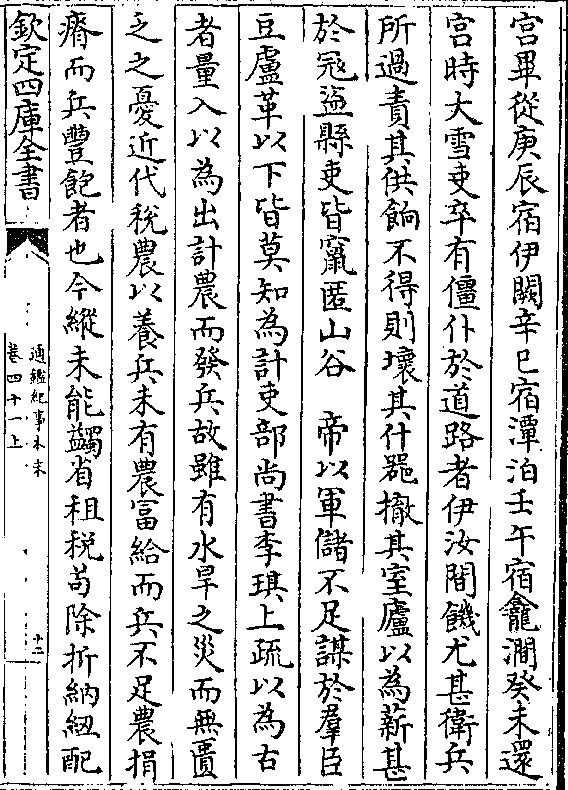 宫畢從庚辰宿伊闕辛巳宿潭泊壬午宿龕澗癸未還
宫時大雪吏卒有僵仆於道路者伊汝間饑尤甚衛兵
所過責其供餉不得則壞其什器撤其室廬以為薪甚
於冦盗縣吏皆竄匿山谷　帝以軍儲不足謀於羣臣
豆盧革以下皆莫知為計吏部尚書李琪上疏以為古
者量入以為出計農而發兵故雖有水旱之災而無匱
乏之憂近代税農以養兵未有農富給而兵不足農捐
瘠而兵豐飽者也今縱未能蠲省租税茍除折納紐配
欽定四庫全書
通鑑紀事本末
卷四十一上
十二